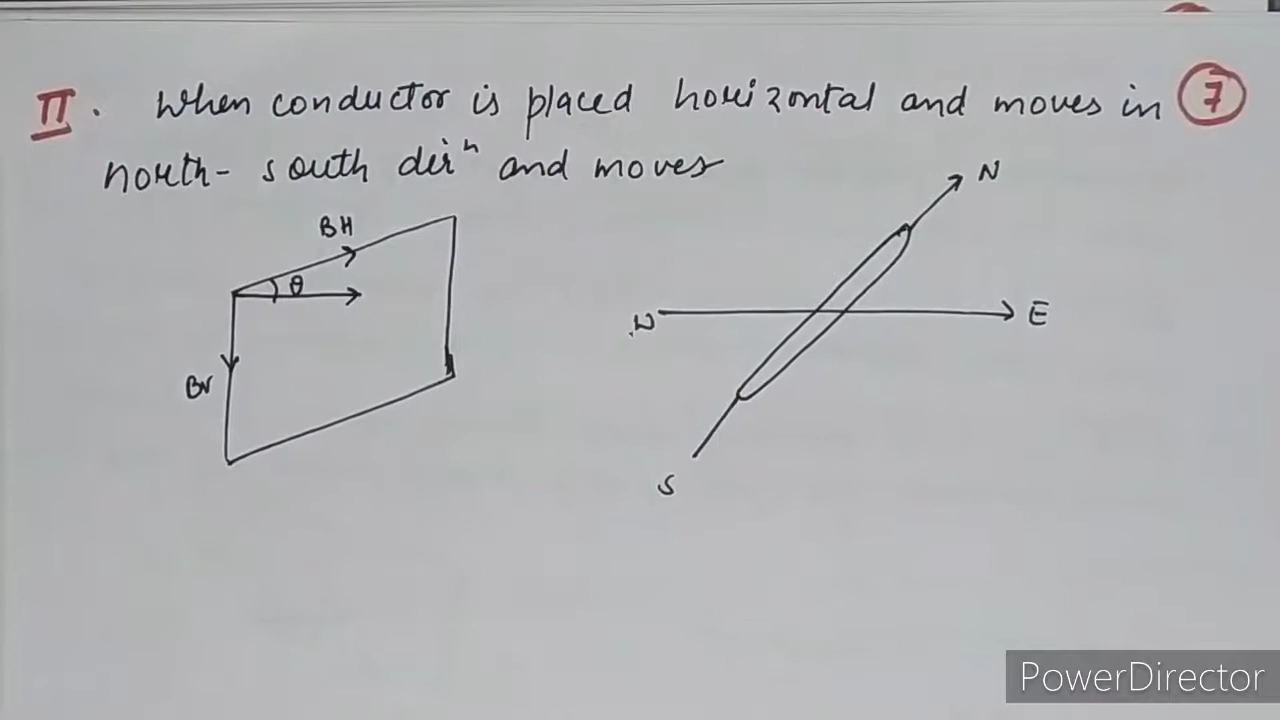 II. When conductor is placed horizontal and moves in 7
north- south dirⁿ and moves
BH
θ
BV
N
W
E
S
PowerDirector